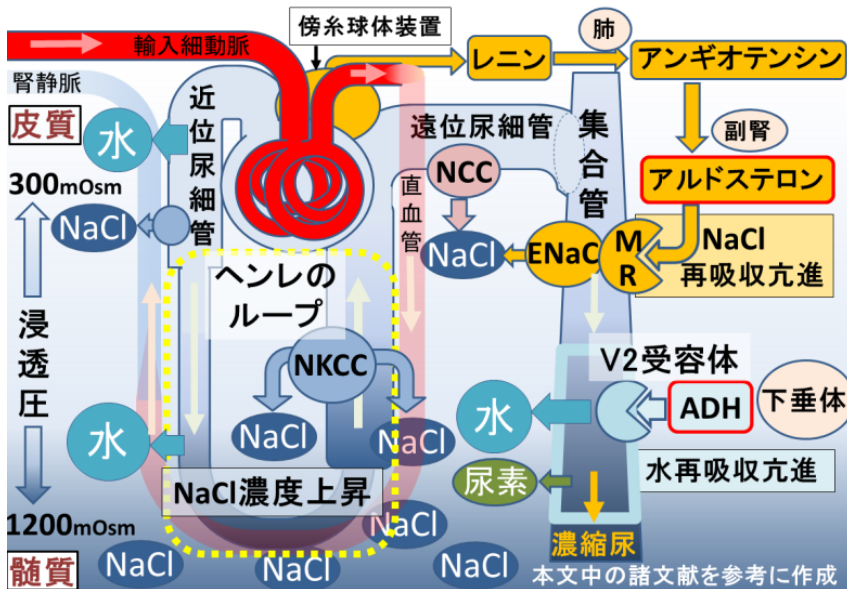 傍糸球体装置
輸入細動脈
レニン
肺
アンギオテンシン
腎静脈
皮質
水
近位尿細管
遠位尿細管
集合管
副腎
アルドステロン
300mOsm
NaCl
直血管
NCC
NaCl
ENaC
MR
NaCl
再吸収亢進
浸透圧
ヘンレの
ループ
NKCC
V2受容体
水
NaCl
NaCl
水
ADH
下垂体
NaCl濃度上昇
尿素
水再吸収亢進
1200mOsm
NaCl
髄質
NaCl
NaCl
NaCl
濃縮尿
本文中の諸文献を参考に作成